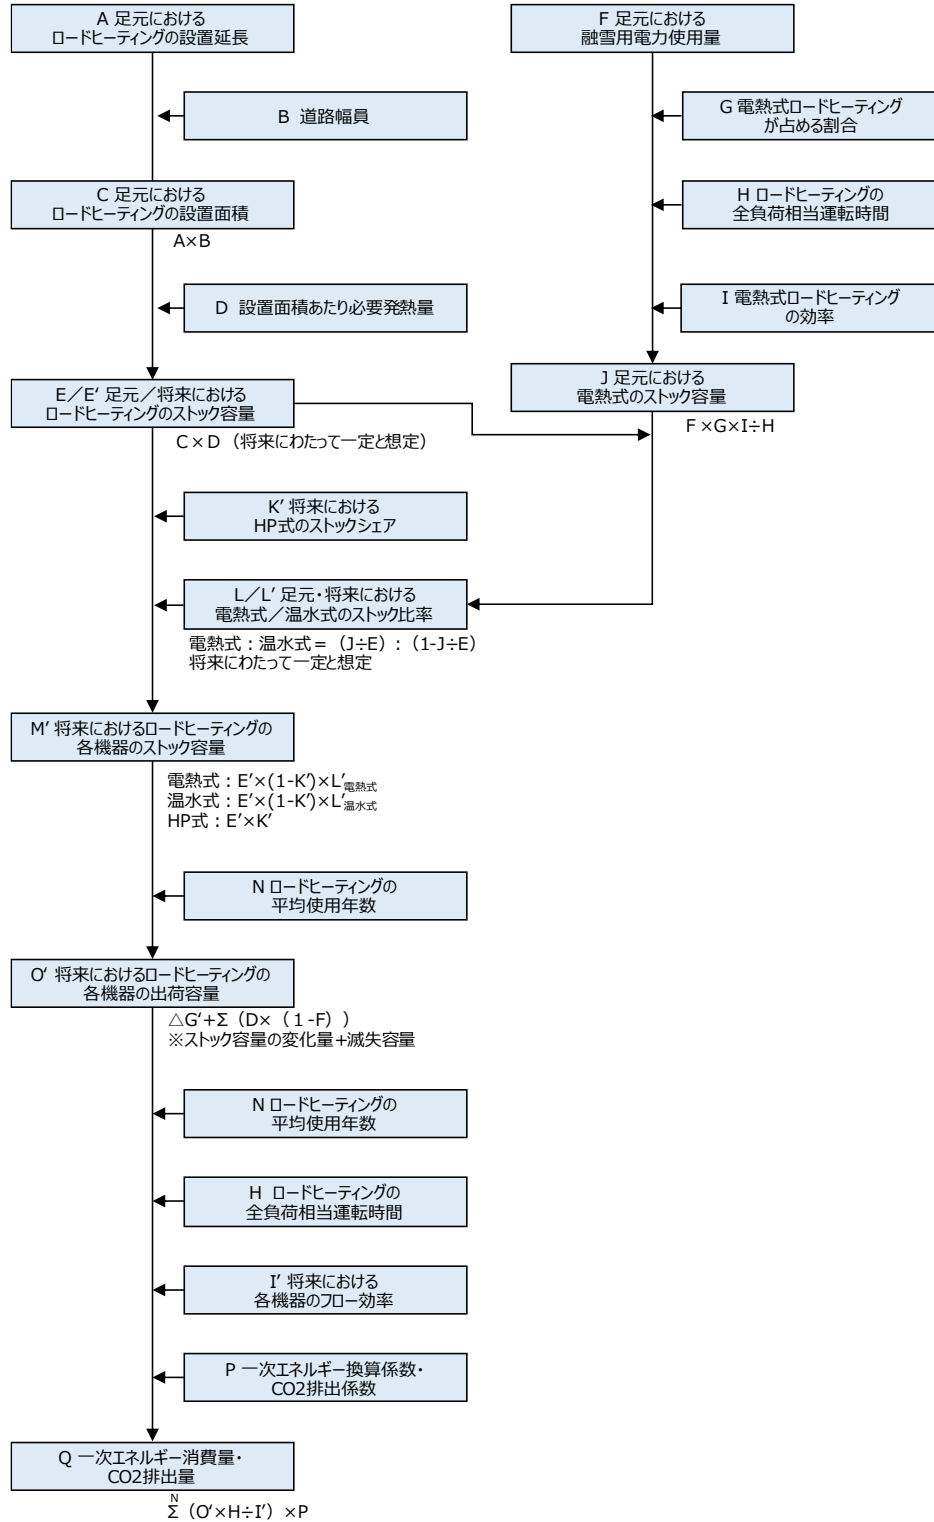 A 足元における
ロードヒーティングの設置延長
F 足元における
融雪用電力使用量
B 道路幅員
G 電熱式ロードヒーティング
が占める割合
C 足元における
ロードヒーティングの設置面積
A×B
H ロードヒーティングの
全負荷相当運転時間
D 設置面積あたり必要発熱量
I 電熱式ロードヒーティング
の効率
E／E‘ 足元／将来における
ロードヒーティングのストック容量
C×D（将来にわたって一定と想定）
J 足元における
電熱式のストック容量
F×G×I÷H
K’ 将来における
HP式のストックシェア
L／L’ 足元・将来における
電熱式／温水式のストック比率
電熱式：温水式＝（J÷E）:（1-J÷E）
将来にわたって一定と想定
M’ 将来におけるロードヒーティングの
各機器のストック容量
電熱式：E’×(1-K’)×L’電熱式
温水式：E’×(1-K’)×L’温水式
HP式：E’×K’
N ロードヒーティングの
平均使用年数
O‘ 将来におけるロードヒーティングの
各機器の出荷容量
△G‘+Σ（D×（１-F））
※ストック容量の変化量+滅失容量
N ロードヒーティングの
平均使用年数
H ロードヒーティングの
全負荷相当運転時間
I’ 将来における
各機器のフロー効率
P 一次エネルギー換算係数・
CO2排出係数
Q 一次エネルギー消費量・
CO2排出量
N
Σ（O‘×H÷I’）×P